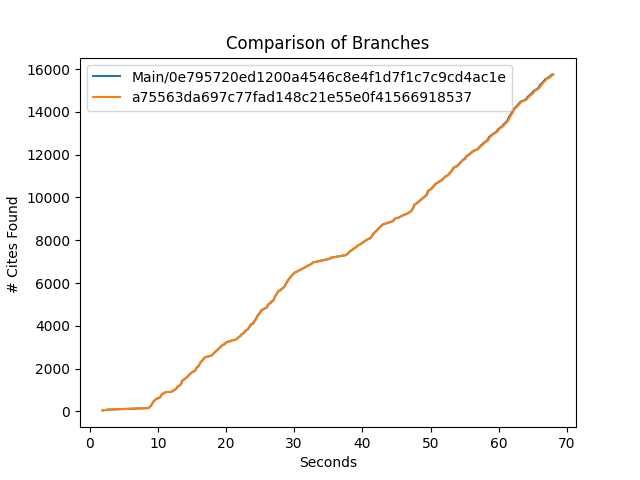 Comparison of Branches
Main/0e795720ed1200a4546c8e4f1d7f1c7c9cd4ac1e
a75563da697c77fad148c21e55e0f41566918537
# Cites Found
16000
14000
12000
10000
8000
6000
4000
2000
0
0 10 20 30 40 50 60 70
Seconds